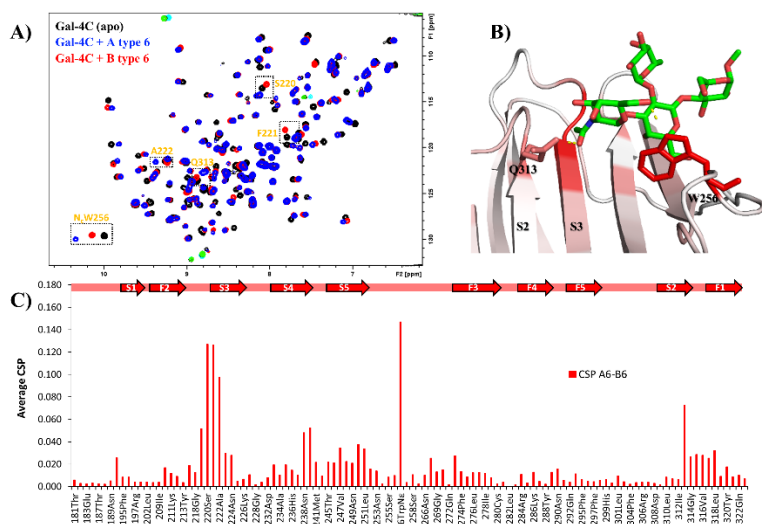 A)
Gal-4C (apo)
Gal-4C + A type 6
Gal-4C + B type 6
S220
F221
A222
Q313
N_W256
F1 [ppm]
110
115
120
125
130
10
9
8
7
F2 [ppm]
B)
Q313
S2
S3
W256
C)
S1
F2
S3
S4
S5
F3
F4
F5
S2
F1
Average CSP
0.180
0.160
0.140
0.120
0.100
0.080
0.060
0.040
0.020
0.000
CSP A6-B6
181Thr
183Glu
187Thr
189Asn
195Phe
197Arg
202Leu
209Ile
211Lys
213Tyr
218Gly
220Ser
222Ala
224Asn
226Lys
228Gly
232Asp
234Ala
236His
238Asn
241Met
245Thr
247Val
249Asn
251Leu
253Asn
255Ser
6TrpNε
258Ser
266Asn
269Gly
272Gln
274Phe
276Leu
278Ile
280Cys
282Leu
284Arg
286Lys
288Tyr
290Asn
292Gln
295Phe
297Phe
299His
301Leu
304Phe
306Arg
308Asp
310Leu
312Ile
314Gly
316Val
318Leu
320Tyr
322Gln